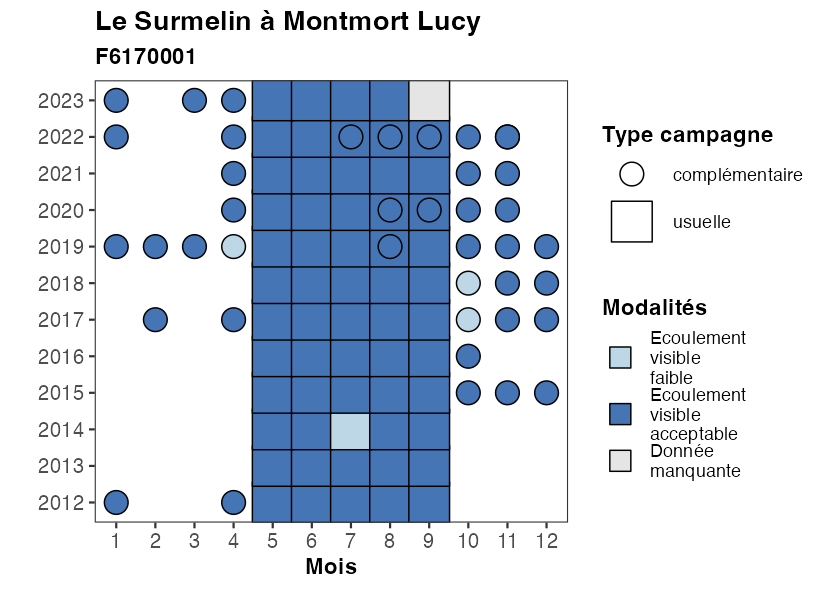 Le Surmelin à Montmort Lucy
F6170001
2023
2022
2021
2020
2019
2018
2017
2016
2015
2014
2013
2012
1 2 3 4 5 6 7 8 9 10 11 12
Mois
Type campagne
complémentaire
usuelle
Modalités
Ecoulement
visible
faible
Ecoulement
visible
acceptable
Donnée
manquante